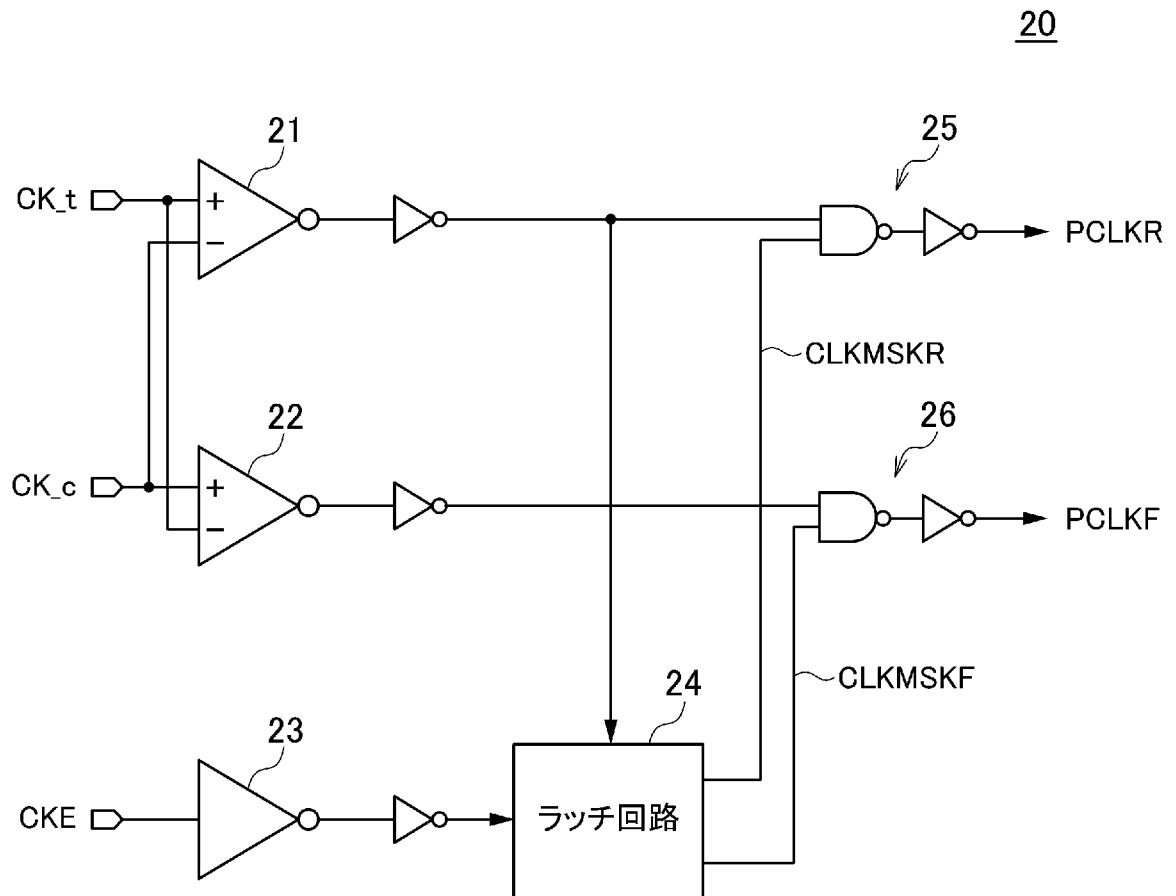 20
21
25
CK_t
+
−
PCLKR
CLKMSKR
22
26
CK_c
+
−
PCLKF
CLKMSKF
23
24
CKE
ラッチ回路